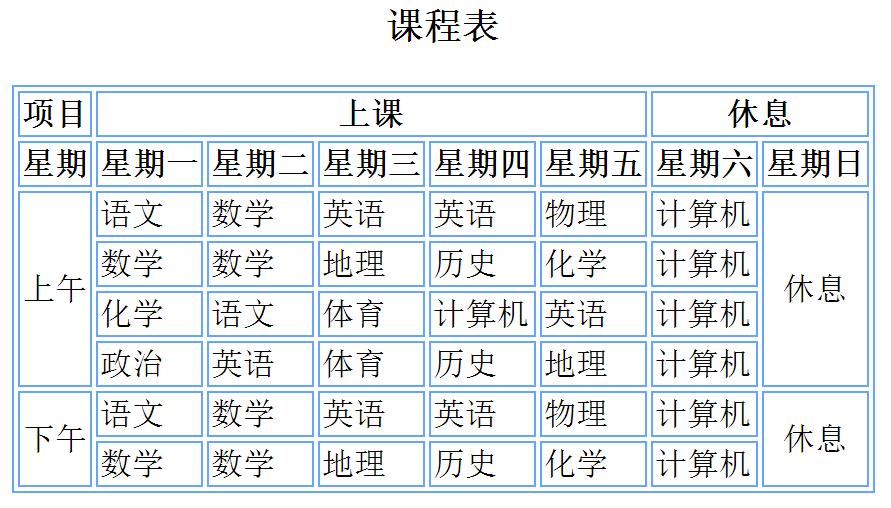 课程表
项目 上课 休息
星期 星期一 星期二 星期三 星期四 星期五 星期六 星期日
上午 语文 数学 英语 英语 物理 计算机 休息
数学 数学 地理 历史 化学 计算机
化学 语文 体育 计算机 英语 计算机
政治 英语 体育 历史 地理 计算机
下午 语文 数学 英语 英语 物理 计算机 休息
数学 数学 地理 历史 化学 计算机